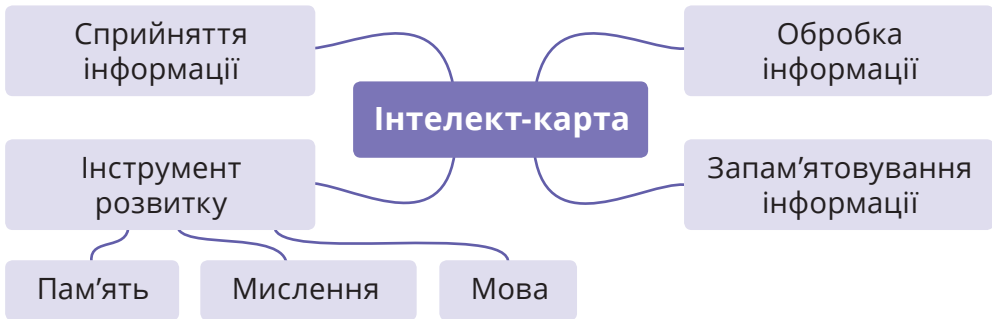 Сприйняття
інформації
Обробка
інформації
Інтелект-карта
Інструмент
розвитку
Запам’ятовування
інформації
Пам’ять
Мислення
Мова